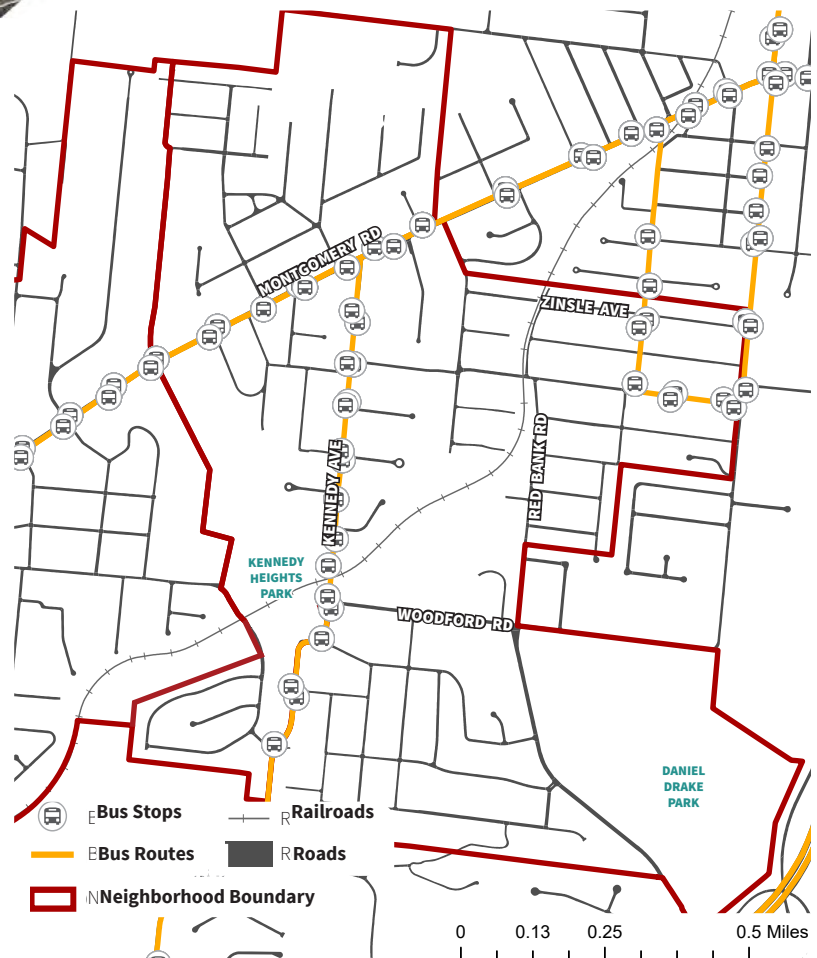 MONTGOMERY RD
ZINSLE AVE
KENNEDY AVE
RED BANK RD
KENNEDY
HEIGHTS
PARK
WOODFORD RD
DANIEL
DRAKE
PARK
Bus Stops
Railroads
Bus Routes
Roads
Neighborhood Boundary
0 0.13 0.25 0.5 Miles